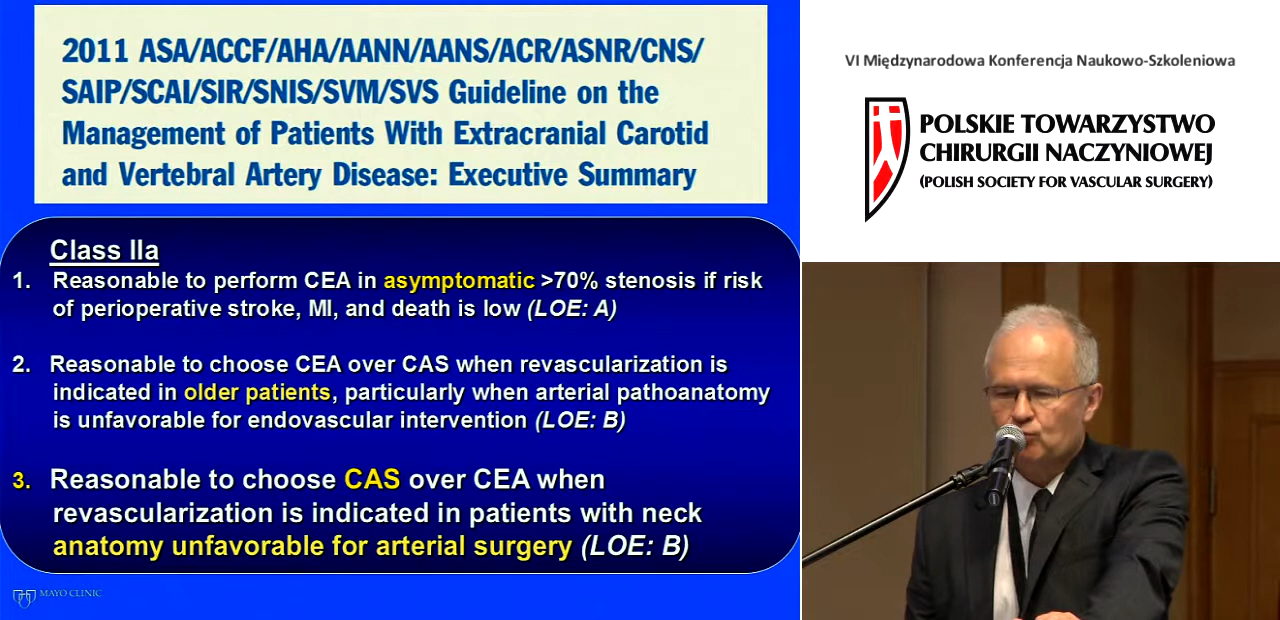 2011 ASA/ACCF/AHA/AANN/AANS/ACR/ASNR/CNS/
SAIP/SCAI/SIR/SNIS/SVM/SVS Guideline on the
Management of Patients With Extracranial Carotid
and Vertebral Artery Disease: Executive Summary
Class IIa
1. Reasonable to perform CEA in asymptomatic >70% stenosis if risk
of perioperative stroke, MI, and death is low (LOE: A)
2. Reasonable to choose CEA over CAS when revascularization is
indicated in older patients, particularly when arterial pathoanatomy
is unfavorable for endovascular intervention (LOE: B)
3. Reasonable to choose CAS over CEA when
revascularization is indicated in patients with neck
anatomy unfavorable for arterial surgery (LOE: B)
MAYO CLINIC
VI Międzynarodowa Konferencja Naukowo-Szkoleniowa
POLSKIE TOWARZYSTWO
CHIRURGII NACZYNIOWEJ
(POLISH SOCIETY FOR VASCULAR SURGERY)